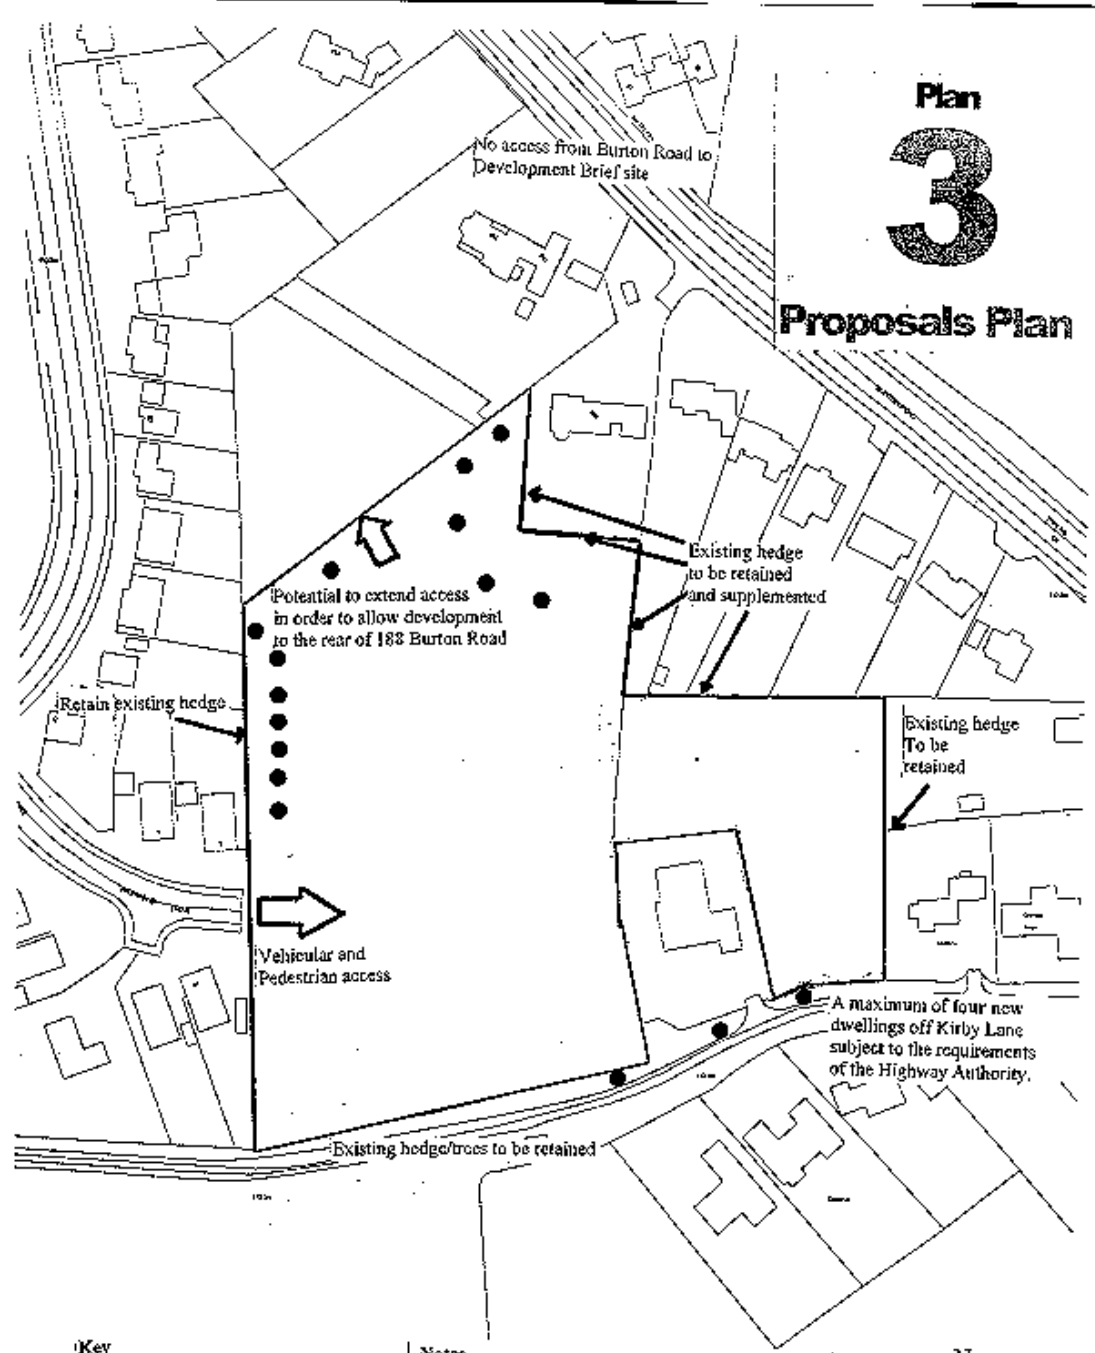 Plan
3
Proposals Plan
No access from Burton Road to
Development Brief site
Existing hedge
to be retained
and supplemented
Potential to extend access
in order to allow development
to the rear of 188 Burton Road
Retain existing hedge
Existing hedge
To be
retained
Vehicular and
Pedestrian access
A maximum of four new
dwellings off Kirby Lane
subject to the requirements
of the Highway Authority.
Existing hedge/trees to be retained
Key
Notes